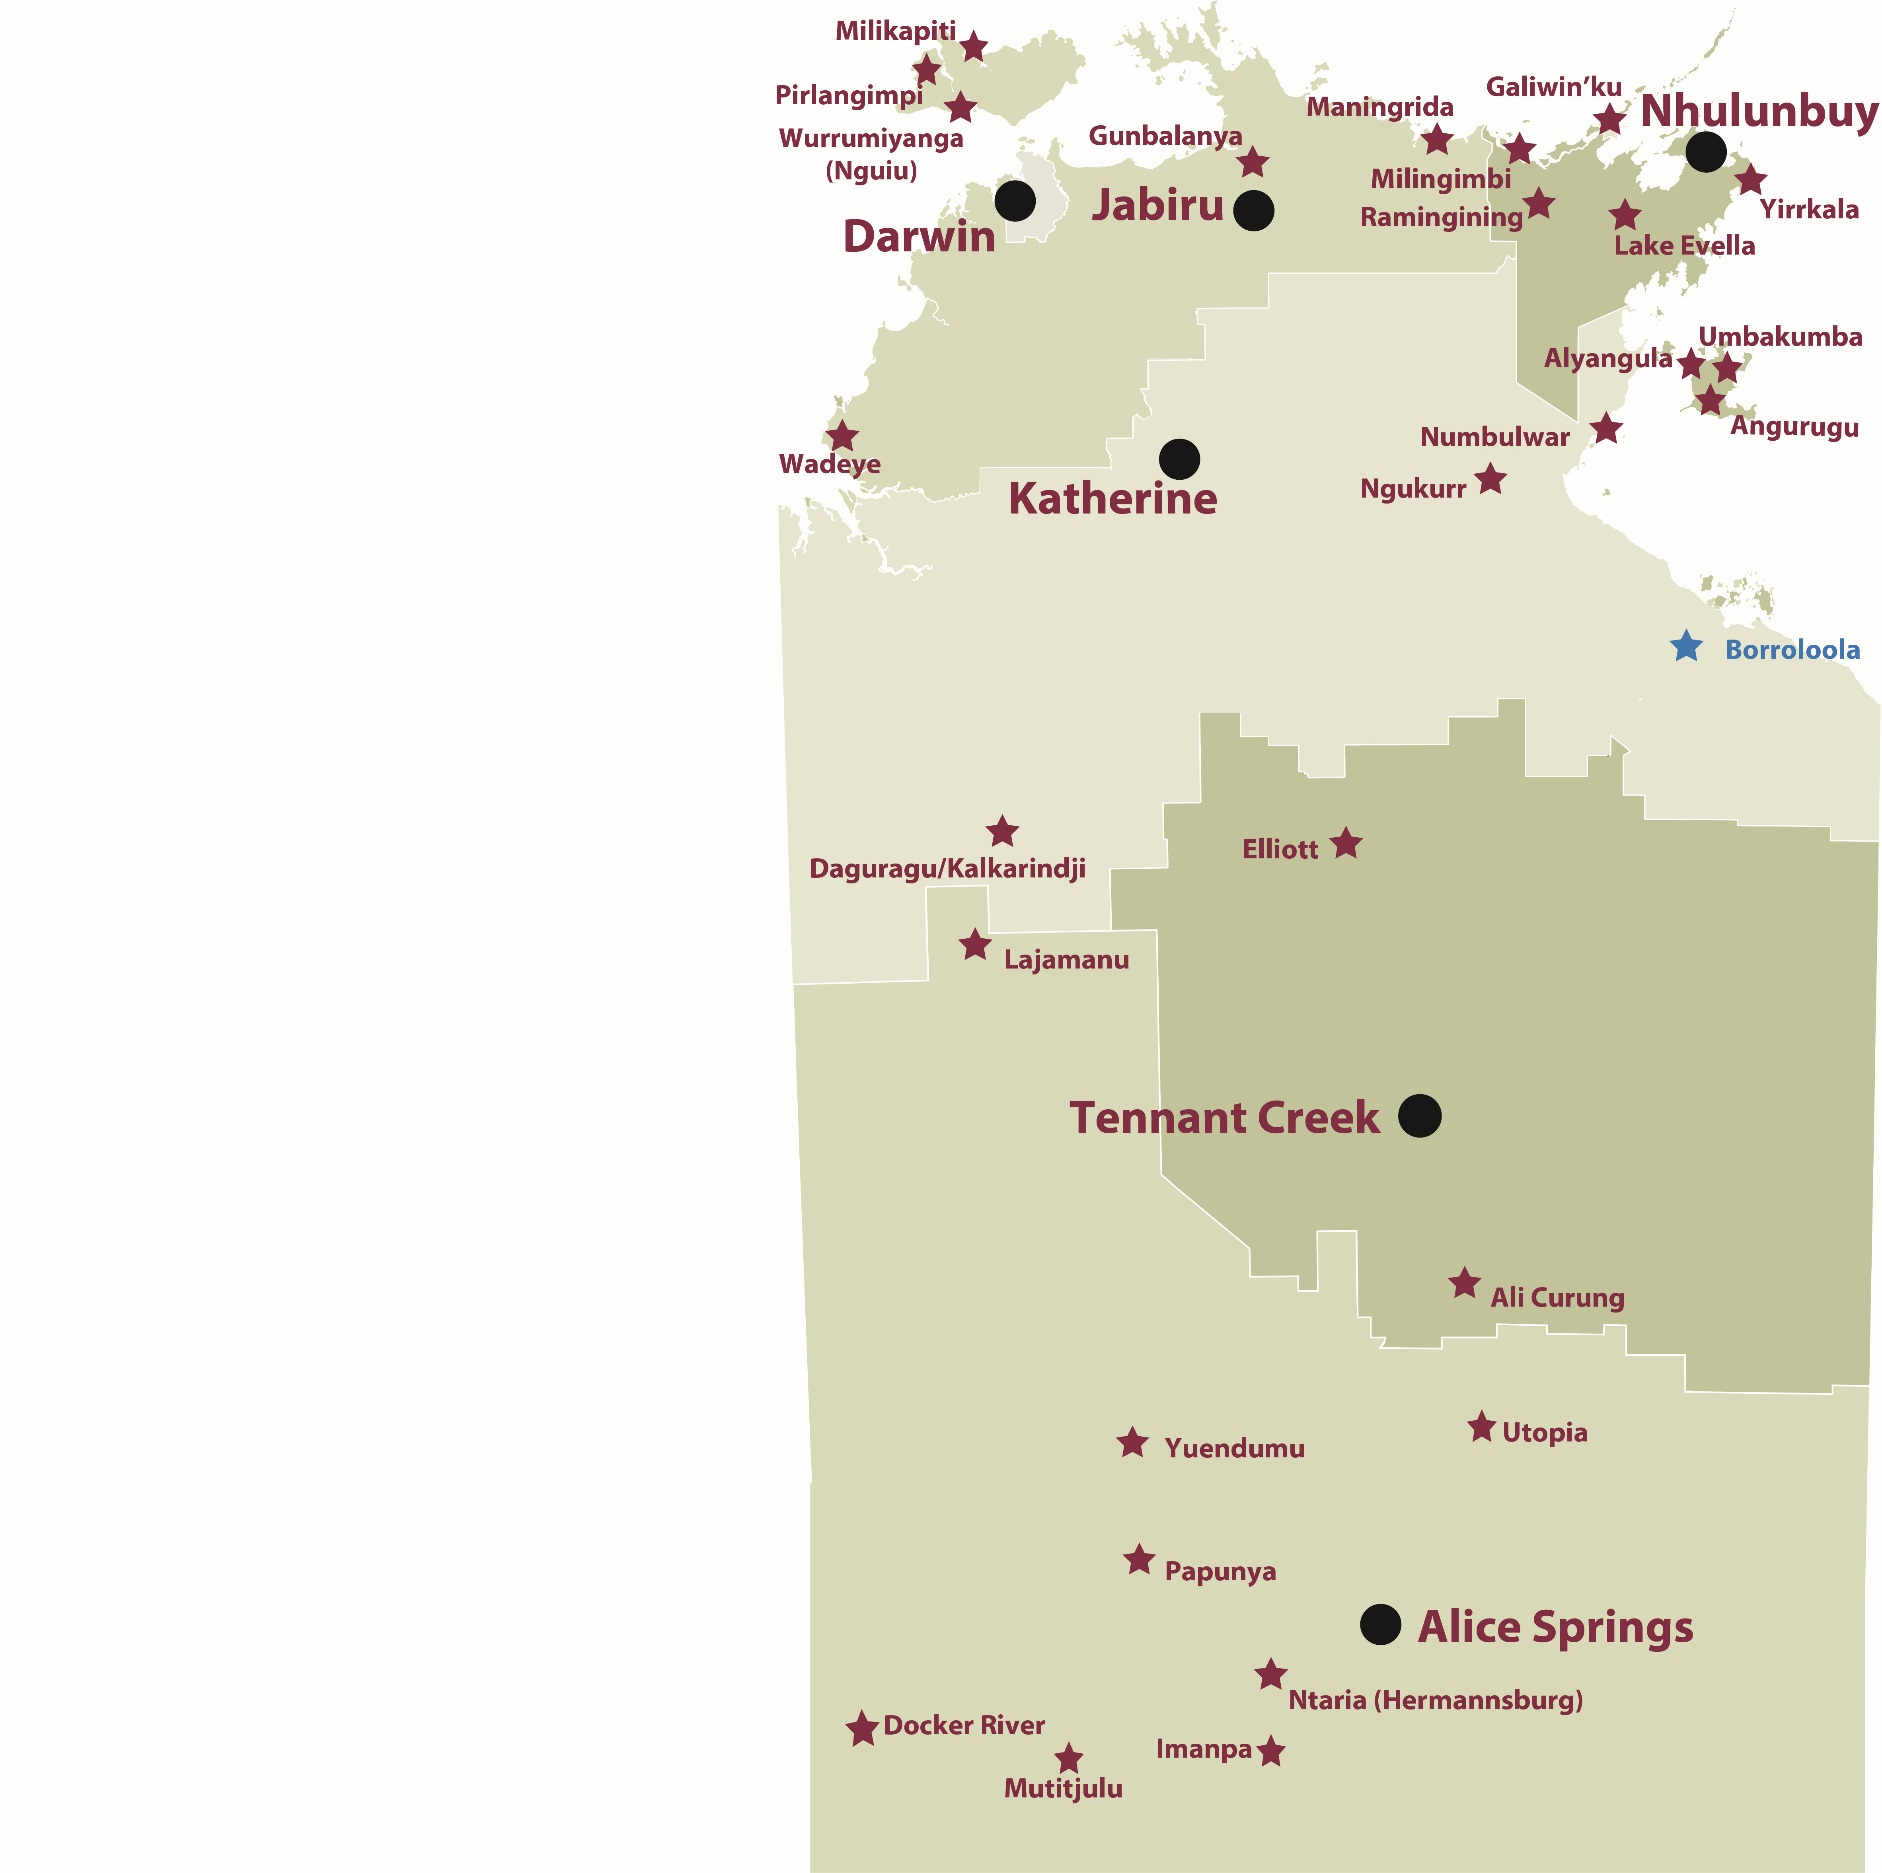 Milikapiti
Pirlangimpi
Wurrumiyanga
(Nguiu)
Darwin
Gunbalanya
Jabiru
Maningrida
Galiwin’ku
Nhulunbuy
Milingimbi
Ramingining
Yirrkala
Lake Evella
Umbakumba
Alyangula
Angurugu
Numbulwar
Ngukurr
Wadeye
Katherine
Borroloola
Daguragu/Kalkarindji
Elliott
Lajamanu
Tennant Creek
Ali Curung
Utopia
Yuendumu
Papunya
Alice Springs
Ntaria (Hermannsburg)
Docker River
Imanpa
Mutitjulu